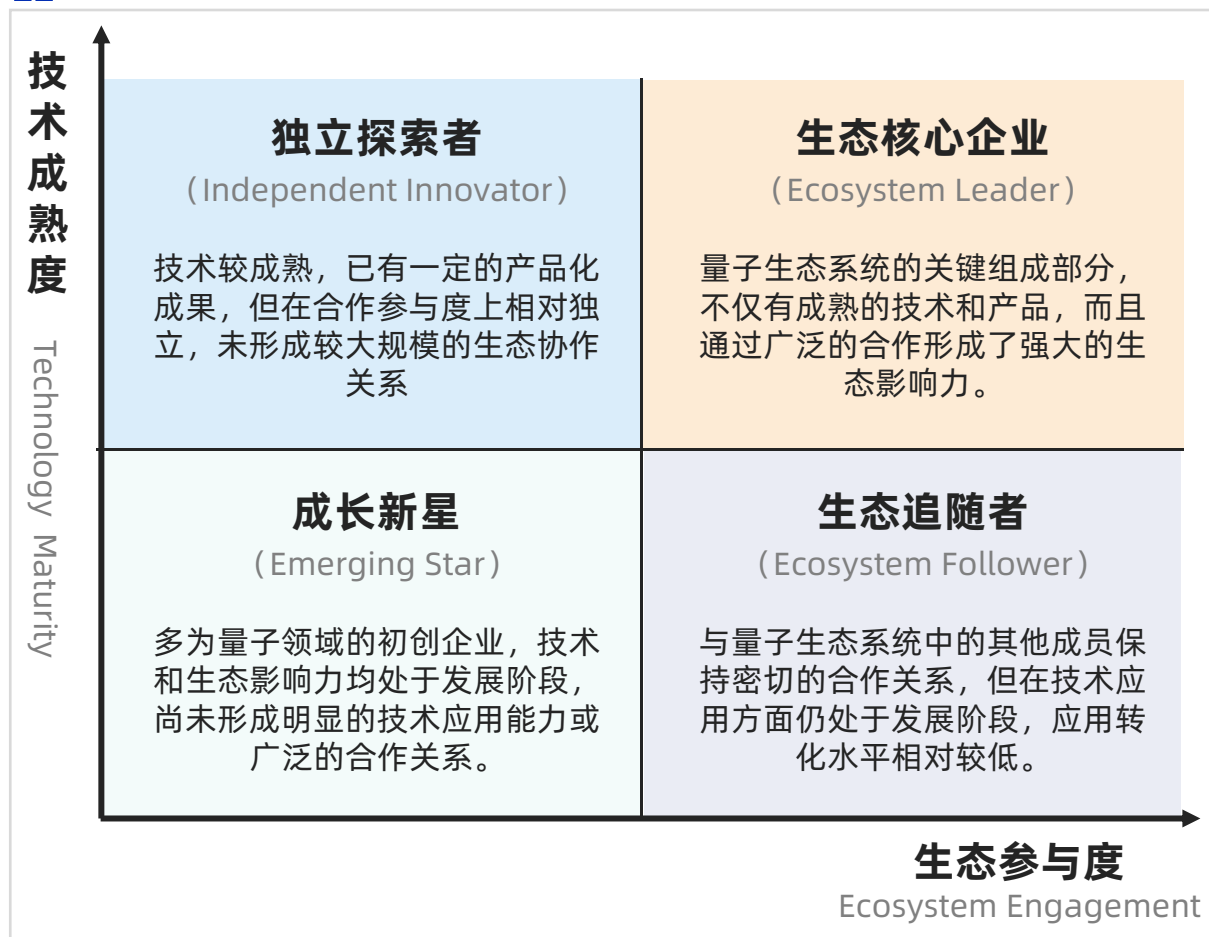 技术成熟度
Technology Maturity
独立探索者
（Independent Innovator）
技术较成熟，已有一定的产品化
成果，但在合作参与度上相对独
立，未形成较大规模的生态协作
关系
生态核心企业
（Ecosystem Leader）
量子生态系统的关键组成部分，
不仅有成熟的技术和产品，而且
通过广泛的合作形成了强大的生
态影响力。
成长新星
（Emerging Star）
多为量子领域的初创企业，技术
和生态影响力均处于发展阶段，
尚未形成明显的技术应用能力或
广泛的合作关系。
生态追随者
（Ecosystem Follower）
与量子生态系统中的其他成员保
持密切的合作关系，但在技术应
用方面仍处于发展阶段，应用转
化水平相对较低。
生态参与度
Ecosystem Engagement